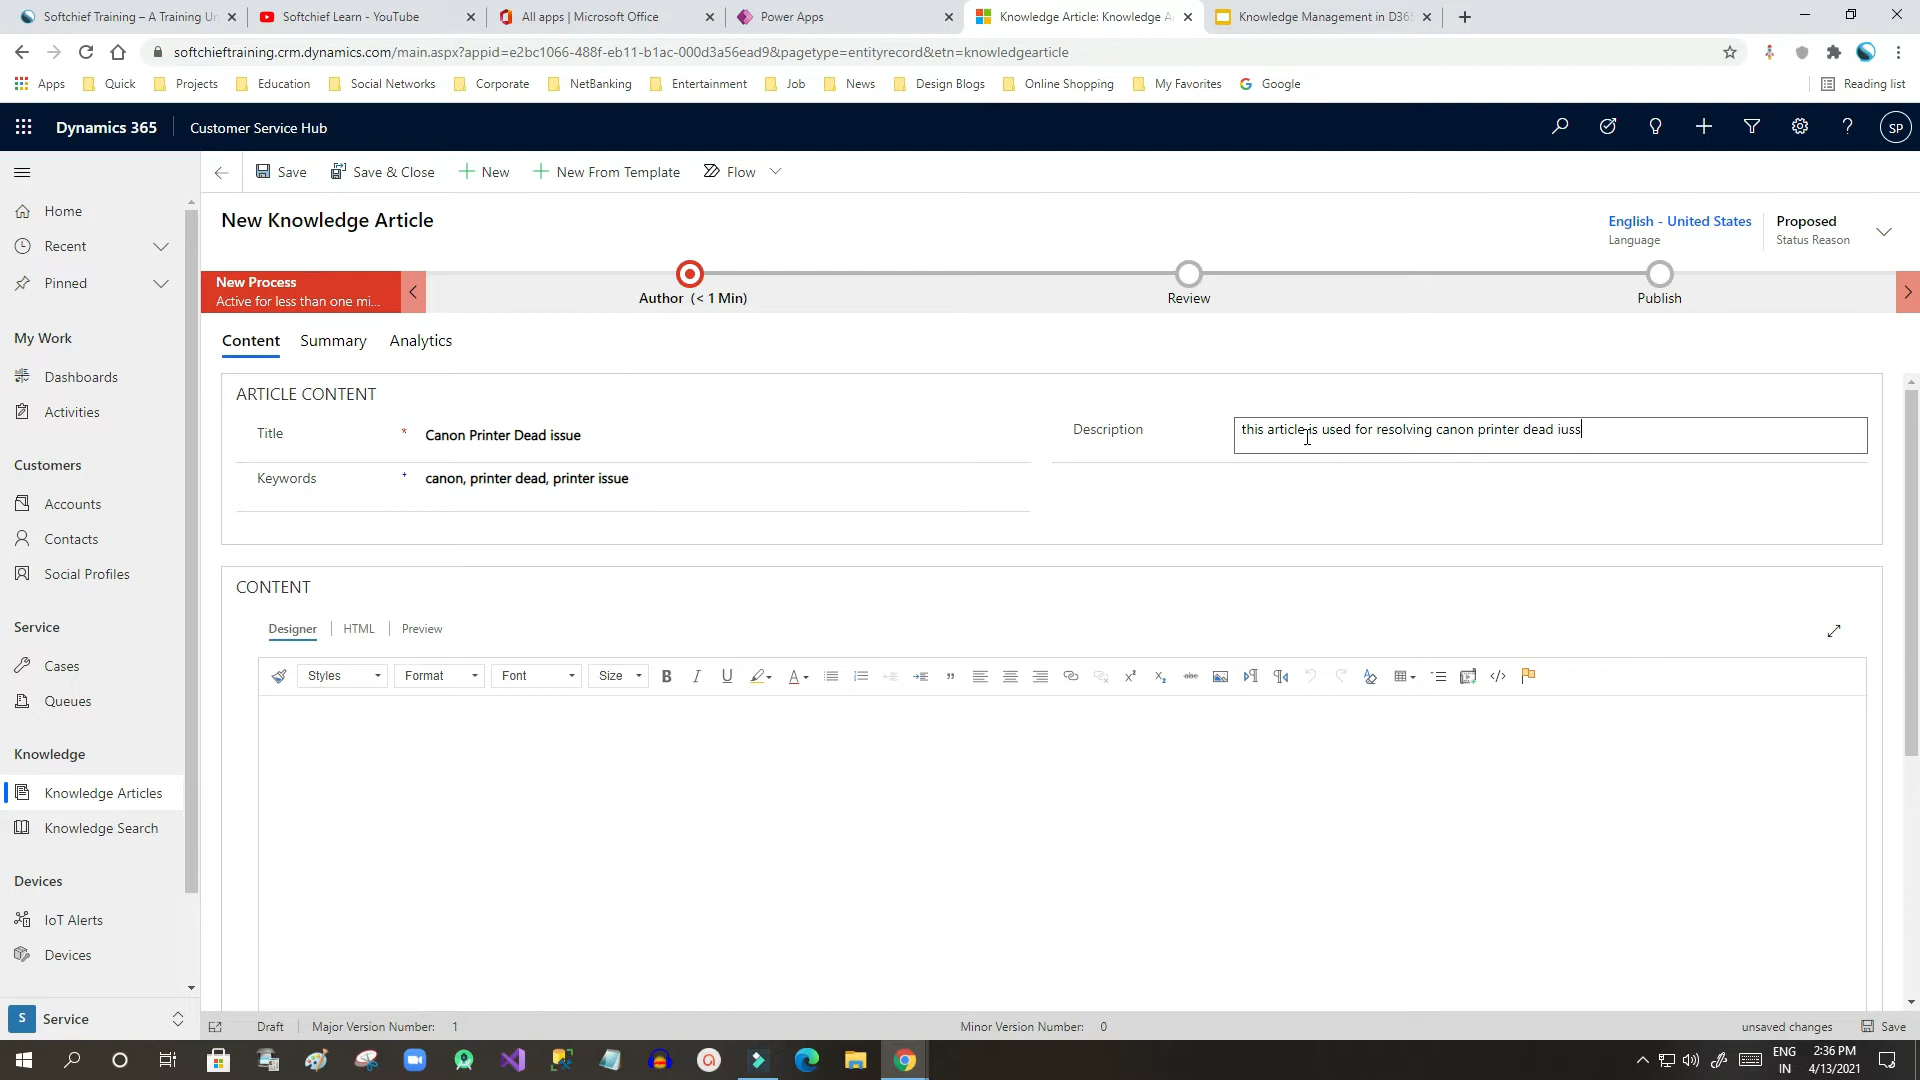 Softchief Training – A Training Un
Softchief Learn - YouTube
All apps | Microsoft Office
Power Apps
Knowledge Article: Knowledge A
Knowledge Management in D365
softchieftraining.crm.dynamics.com/main.aspx?appid=e2bc1066-488f-eb11-b1ac-000d3a56ead9&pagetype=entityrecord&etn=knowledgearticle
Apps Quick Projects Education Social Networks Corporate NetBanking Entertainment Job News Design Blogs Online Shopping My Favorites Google Reading list
Dynamics 365 Customer Service Hub SP
Save Save & Close New New From Template Flow
Home
Recent
Pinned
My Work
Dashboards
Activities
Customers
Accounts
Contacts
Social Profiles
Service
Cases
Queues
Knowledge
Knowledge Articles
Knowledge Search
Devices
IoT Alerts
Devices
S Service
New Knowledge Article
English - United States
Language
Proposed
Status Reason
New Process
Active for less than one mi...
Author (< 1 Min)
Review
Publish
Content Summary Analytics
ARTICLE CONTENT
Title * Canon Printer Dead issue
Keywords + canon, printer dead, printer issue
Description this article is used for resolving canon printer dead iuss
CONTENT
Designer HTML Preview
Styles Format Font Size B I U A
Draft Major Version Number: 1 Minor Version Number: 0 unsaved changes Save
ENG
IN
2:36 PM
4/13/2021